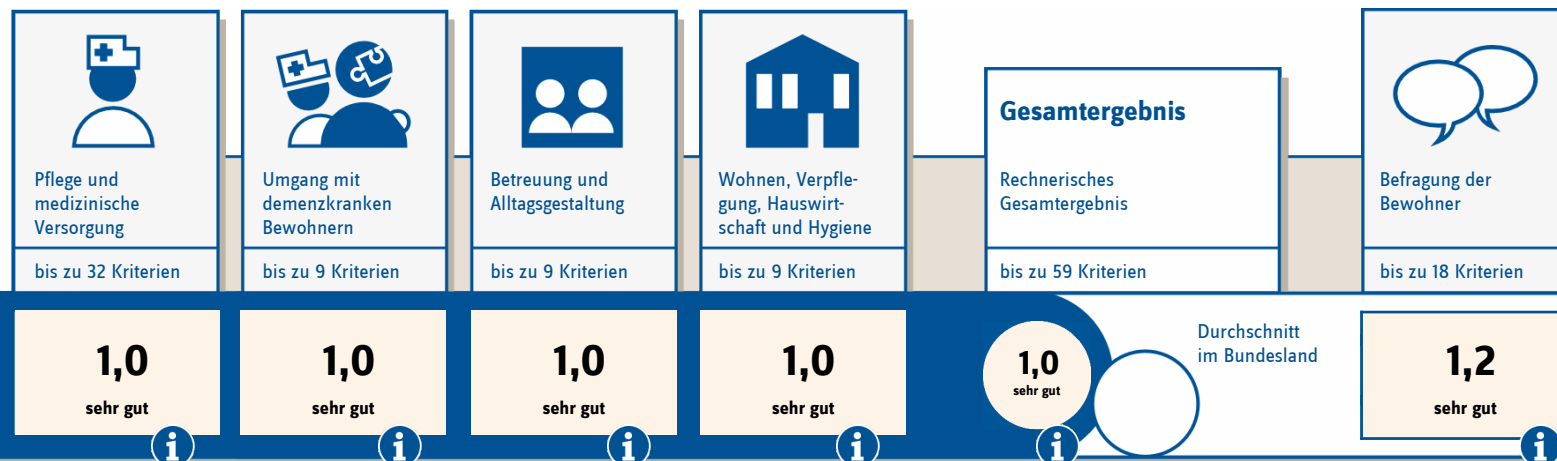 Pflege und
medizinische
Versorgung
bis zu 32 Kriterien
1,0
sehr gut
i
Umgang mit
demenzkranken
Bewohnern
bis zu 9 Kriterien
1,0
sehr gut
i
Betreuung und
Alltagsgestaltung
bis zu 9 Kriterien
1,0
sehr gut
i
Wohnen, Verpfle-
gung, Hauswirt-
schaft und Hygiene
bis zu 9 Kriterien
1,0
sehr gut
i
Gesamtergebnis
Rechnerisches
Gesamtergebnis
bis zu 59 Kriterien
1,0
sehr gut
i
Durchschnitt
im Bundesland
Befragung der
Bewohner
bis zu 18 Kriterien
1,2
sehr gut
i